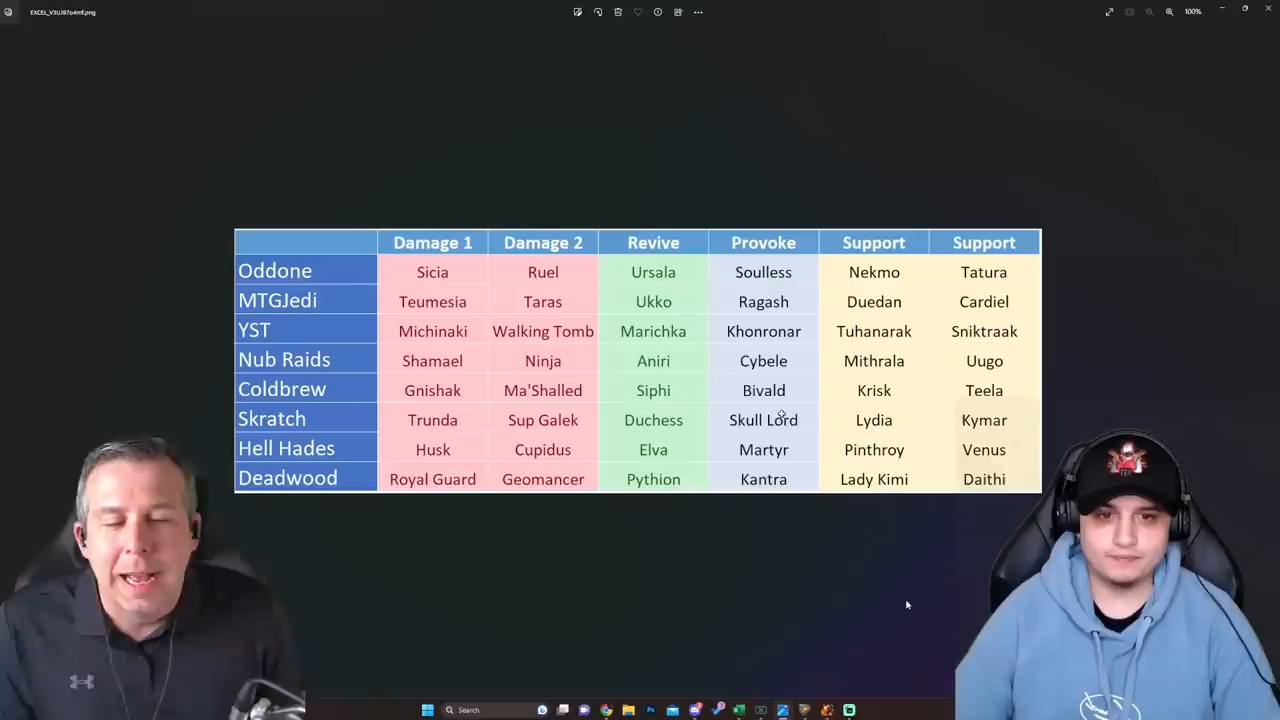 EXCEL_V3UJ97o4mf.png
100%
Damage 1 Damage 2 Revive Provoke Support Support
Oddone Sicia Ruel Ursala Soulless Nekmo Tatura
MTGJedi Teumesia Taras Ukko Ragash Duedan Cardiel
YST Michinaki Walking Tomb Marichka Khonronar Tuhanarak Sniktraak
Nub Raids Shamael Ninja Aniri Cybele Mithrala Uugo
Coldbrew Gnishak Ma'Shalled Siphi Bivald Krisk Teela
Skratch Trunda Sup Galek Duchess Skull Lord Lydia Kymar
Hell Hades Husk Cupidus Elva Martyr Pinthroy Venus
Deadwood Royal Guard Geomancer Pythion Kantra Lady Kimi Daithi
Search